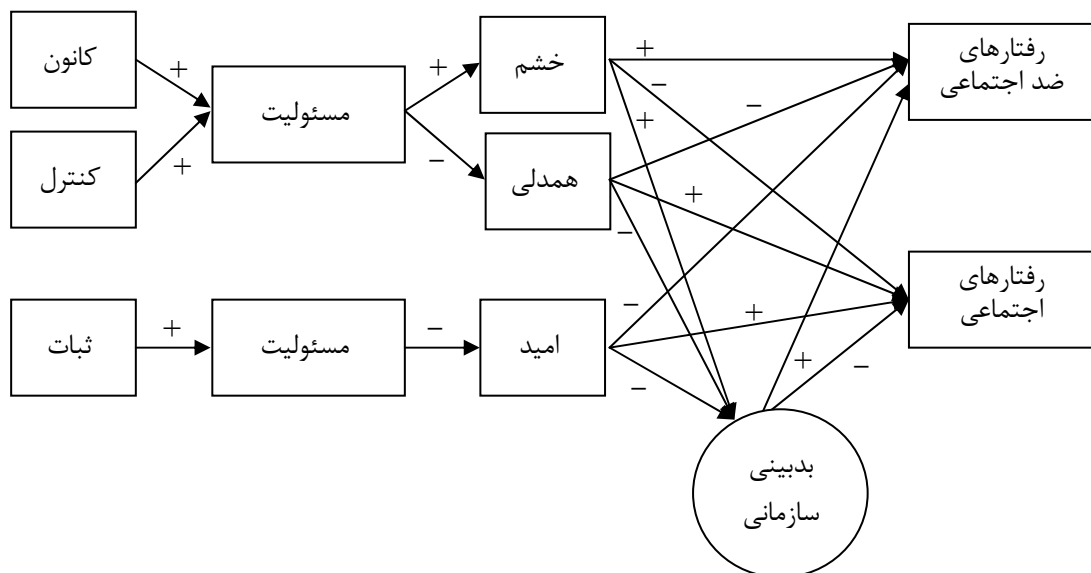 کانون
+
خشم
+
رفتارهای
ضد اجتماعی
مسئولیت
+
–
–
+
کنترل
+
–
همدلی
+
–
رفتارهای
اجتماعی
ثبات
+
مسئولیت
–
امید
–
+
–
+
–
بدبینی
سازمانی